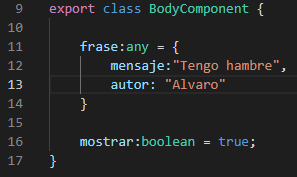 9 export class BodyComponent {
10
11 frase:any = {
12 mensaje:"Tengo hambre",
13 autor: "Alvaro"
14 }
15
16 mostrar:boolean = true;
17 }